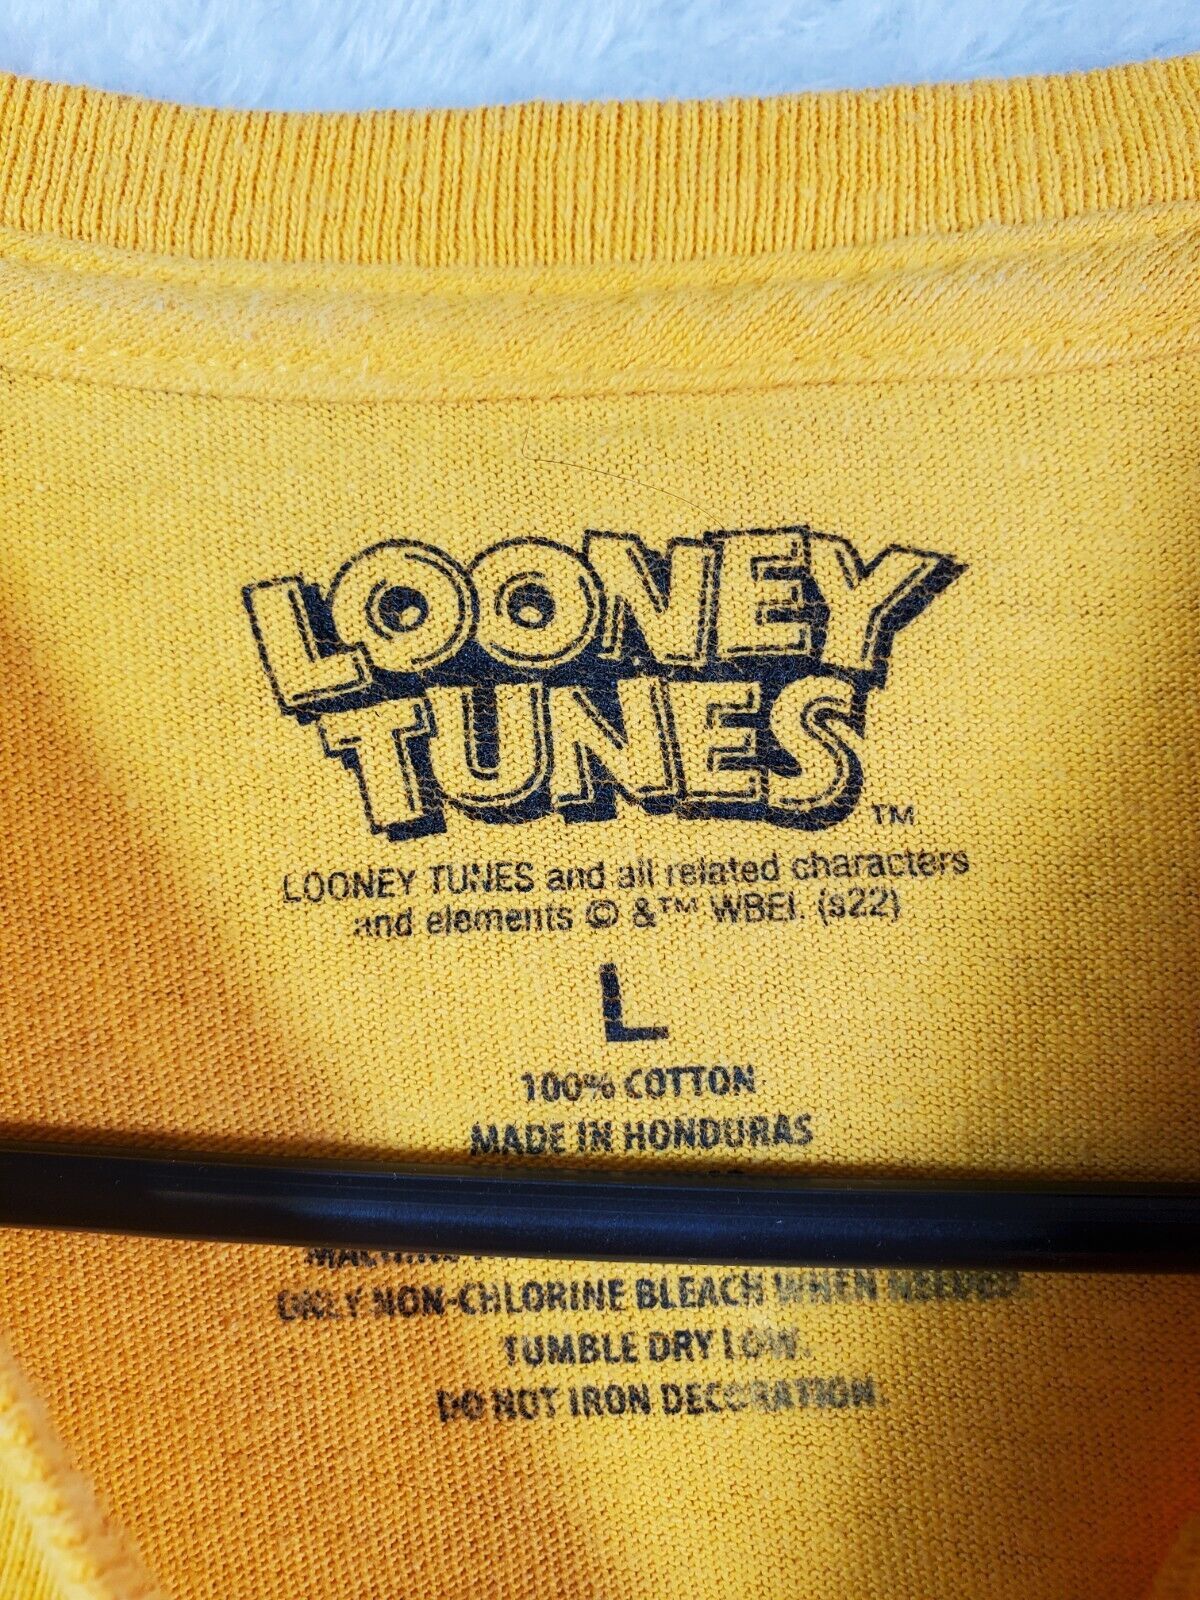 LOONEY
TUNES
TM
LOONEY TUNES and all related characters
and elements © &™ WBEI. (s22)
L
100% COTTON
MADE IN HONDURAS
ONLY NON-CHLORINE BLEACH WHEN NEEDED
TUMBLE DRY LOW.
DO NOT IRON DECORATION.